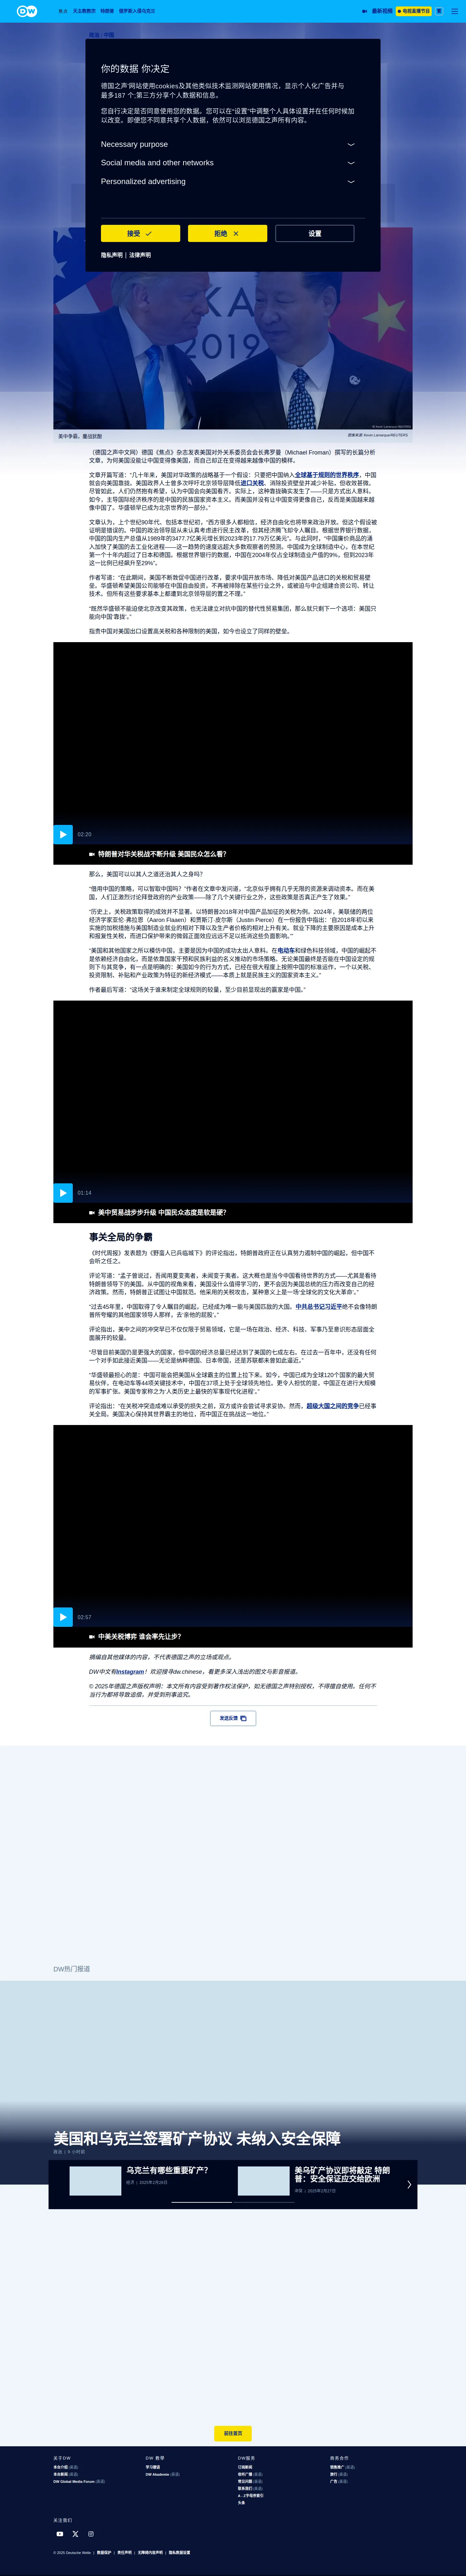 DW
焦点
天主教教宗
特朗普
俄罗斯入侵乌克兰
最新视频
电视直播节目
政治 | 中国
你的数据 你决定
德国之声网站使用cookies及其他类似技术监测网站使用情况，显示个人化广告并与
最多187 个;第三方分享个人数据和信息。
您自行决定是否同意使用您的数据。您可以在“设置”中调整个人具体设置并在任何时候加
以改变。即便您不同意共享个人数据，依然可以浏览德国之声所有内容。
Necessary purpose
Social media and other networks
Personalized advertising
接受
拒绝
设置
隐私声明 | 法律声明
KA
2019
美中争霸，鏖战犹酣
图像来源: Kevin Lamarque/REUTERS
（德国之声中文网）德国《焦点》杂志发表美国对外关系委员会会长弗罗曼（Michael Froman）撰写的长篇分析
文章，为何美国没能让中国变得像美国，而自己却正在变得越来越像中国的模样。
文章开篇写道：“几十年来，美国对华政策的战略基于一个假设：只要把中国纳入全球基于规则的世界秩序，中国
就会向美国靠拢。美国政界人士曾多次呼吁北京领导层降低进口关税、消除投资壁垒并减少补贴，但收效甚微。
尽管如此，人们仍然抱有希望，认为中国会向美国看齐。实际上，这种靠拢确实发生了——只是方式出人意料。
如今，主导国际经济秩序的是中国的民族国家资本主义。而美国并没有让中国变得更像自己，反而是美国越来越
像中国了。华盛顿早已成为北京世界的一部分。”
文章认为，上个世纪90年代、包括本世纪初，“西方很多人都相信，经济自由化也将带来政治开放。但这个假设被
证明是错误的。中国的政治领导层从未认真考虑进行民主改革，其经济腾飞却令人瞩目。根据世界银行数据，中
国的国内生产总值从1989年的3477.7亿美元增长到2023年的17.79万亿美元”。与此同时，“中国廉价商品的涌
入加快了美国的去工业化进程——这一趋势的速度远超大多数观察者的预测。中国成为全球制造中心，在本世纪
第一个十年内超过了日本和德国。根据世界银行的数据，中国在2004年仅占全球制造业产值的9%，但到2023年
这一比例已经飙升至29%”。
作者写道：“在此期间，美国不断敦促中国进行改革，要求中国开放市场、降低对美国产品进口的关税和贸易壁
垒。华盛顿希望美国公司能够在中国自由投资，不再被排除在某些行业之外，或被迫与中企组建合资公司、转让
技术。但所有这些要求基本上都遭到北京领导层的置之不理。”
“既然华盛顿不能迫使北京改变其政策，也无法建立对抗中国的替代性贸易集团，那么就只剩下一个选项：美国只
能向中国‘靠拢’。”
指责中国对美国出口设置高关税和各种限制的美国，如今也设立了同样的壁垒。
02:20
特朗普对华关税战不断升级 美国民众怎么看？
那么，美国可以以其人之道还治其人之身吗？
“借用中国的策略，可以智取中国吗？”作者在文章中发问道，“北京似乎拥有几乎无限的资源来调动资本。而在美
国，人们正激烈讨论拜登政府的产业政策——除了几个关键行业之外，这些政策是否真正产生了效果。”
“历史上，关税政策取得的成效并不显著。以特朗普2018年对中国产品加征的关税为例。2024年，美联储的两位
经济学家亚伦·弗拉恩（Aaron Flaaen）和贾斯汀·皮尔斯（Justin Pierce）在一份报告中指出：‘自2018年初以来
实施的加税措施与美国制造业就业的相对下降以及生产者价格的相对上升有关。就业下降的主要原因是成本上升
和报复性关税，而进口保护带来的微弱正面效应远远不足以抵消这些负面影响。’”
“美国和其他国家之所以模仿中国，主要是因为中国的成功太出人意料。在电动车和绿色科技领域，中国的崛起不
是依赖经济自由化，而是依靠国家干预和民族利益的名义推动的市场策略。无论美国最终是否能在中国设定的规
则下与其竞争，有一点是明确的：美国如今的行为方式，已经在很大程度上按照中国的标准运作，一个以关税、
投资限制、补贴和产业政策为特征的新经济模式——本质上就是民族主义的国家资本主义。”
作者最后写道：“这场关于谁来制定全球规则的较量，至少目前显现出的赢家是中国。”
01:14
美中贸易战步步升级 中国民众态度是软是硬？
事关全局的争霸
《时代周报》发表题为《野蛮人已兵临城下》的评论指出，特朗普政府正在认真努力遏制中国的崛起，但中国不
会听之任之。
评论写道：“孟子曾说过，吾闻用夏变夷者，未闻变于夷者。这大概也是当今中国看待世界的方式——尤其是看待
特朗普领导下的美国。从中国的视角来看，美国没什么值得学习的，更不会因为美国总统的压力而改变自己的经
济政策。然而，特朗普正试图让中国就范。他采用的关税攻击，某种意义上是一场‘全球化的文化大革命’。”
“过去45年里，中国取得了令人瞩目的崛起，已经成为唯一能与美国匹敌的大国。中共总书记习近平绝不会像特朗
普所夸耀的其他国家领导人那样，去‘亲他的屁股’。”
评论指出，美中之间的冲突早已不仅仅限于贸易领域，它是一场在政治、经济、科技、军事乃至意识形态层面全
面展开的较量。
“尽管目前美国仍是更强大的国家，但中国的经济总量已经达到了美国的七成左右。在过去一百年中，还没有任何
一个对手如此接近美国——无论是纳粹德国、日本帝国，还是苏联都未曾如此逼近。”
“华盛顿最担心的是：中国可能会把美国从全球霸主的位置上拉下来。如今，中国已成为全球120个国家的最大贸
易伙伴，在电动车等44项关键技术中，中国在37项上处于全球领先地位。更令人担忧的是，中国正在进行大规模
的军事扩张。美国专家称之为‘人类历史上最快的军事现代化进程’。”
评论指出：“在关税冲突造成难以承受的损失之前，双方或许会尝试寻求妥协。然而，超级大国之间的竞争已经事
关全局。美国决心保持其世界霸主的地位，而中国正在挑战这一地位。”
02:57
中美关税博弈 谁会率先让步？
摘编自其他媒体的内容，不代表德国之声的立场或观点。
DW中文有Instagram！欢迎搜寻dw.chinese，看更多深入浅出的图文与影音报道。
© 2025年德国之声版权声明：本文所有内容受到著作权法保护，如无德国之声特别授权，不得擅自使用。任何不
当行为都将导致追偿，并受到刑事追究。
发送反馈
DW热门报道
美国和乌克兰签署矿产协议 未纳入安全保障
政治 | 9 小时前
乌克兰有哪些重要矿产？
经济 | 2025年2月26日
美乌矿产协议即将敲定 特朗
普：安全保证应交给欧洲
冲突 | 2025年2月27日
前往首页
关于DW
DW 教学
DW服务
商务合作
本台介绍 (英语)
本台新闻 (英语)
DW Global Media Forum (英语)
学习德语
DW Akademie (英语)
订阅新闻
收听广播 (英语)
常见问题 (英语)
联系我们 (英语)
A - Z字母序索引
头条
销售推广 (英语)
旅行 (英语)
广告 (英语)
关注我们
© 2025 Deutsche Welle | 数据保护 | 责任声明 | 无障碍内容声明 | 隐私数据设置